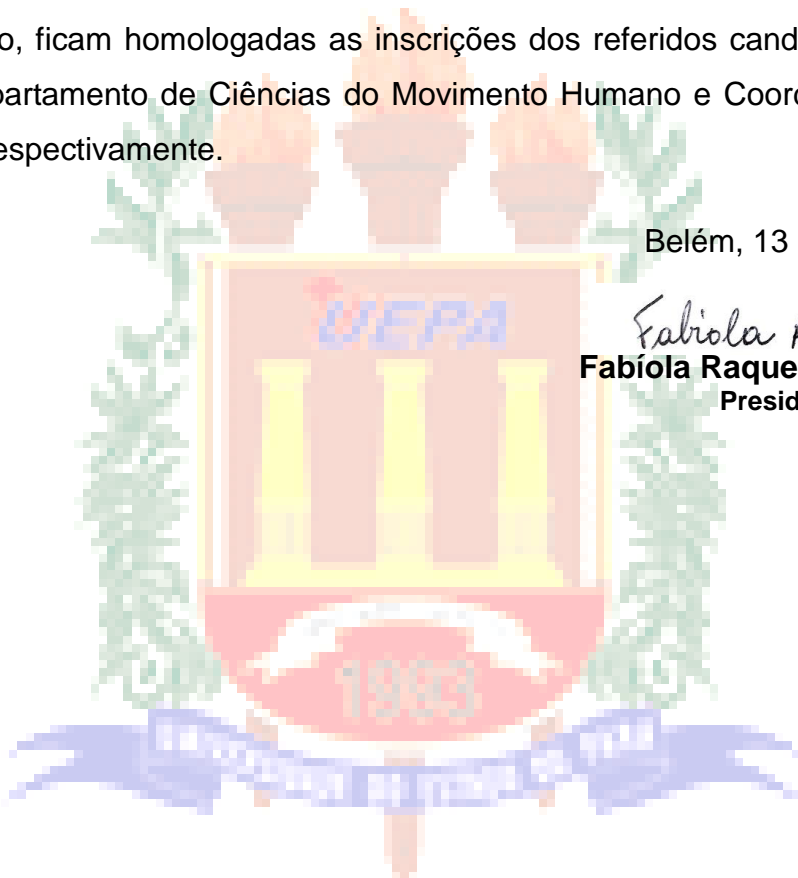 o, ficam homologadas as inscrições dos referidos cand
partamento de Ciências do Movimento Humano e Coord
espectivamente.
Belém, 13
Fabiola
Fabíola Raque
Presid
UEPA
1993